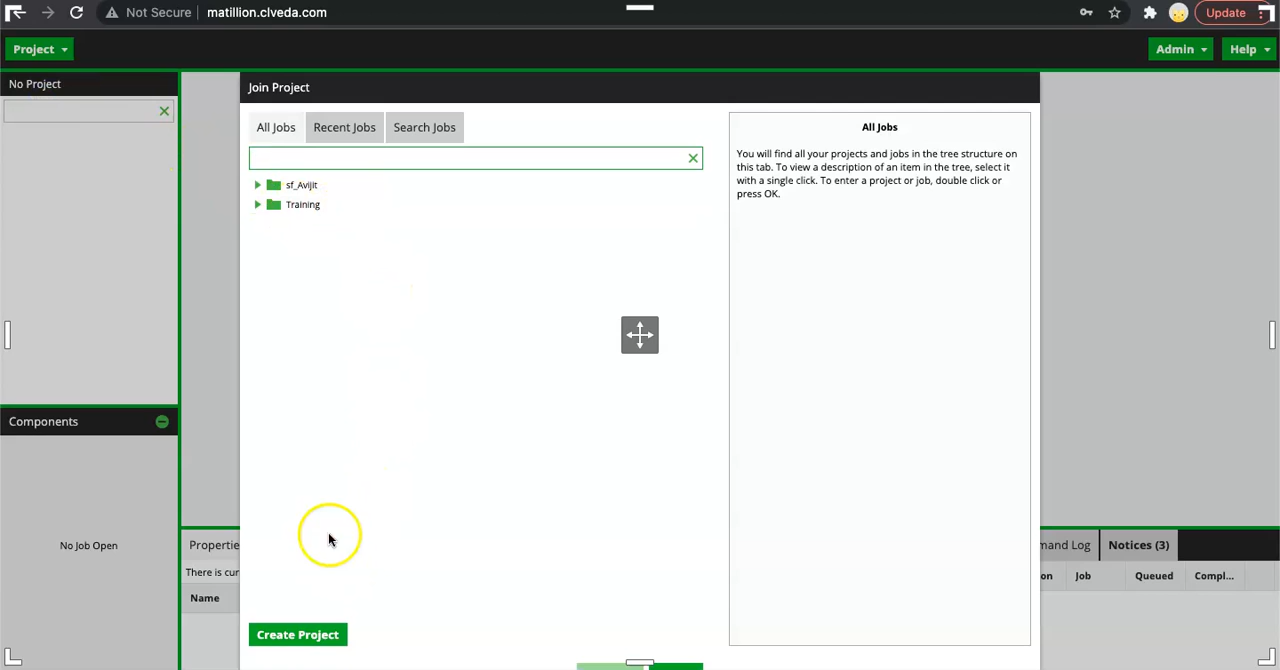 Not Secure matillion.clveda.com Update
Project Admin Help
No Project
Join Project
All Jobs Recent Jobs Search Jobs
sf_Avijit
Training
All Jobs
You will find all your projects and jobs in the tree structure on
this tab. To view a description of an item in the tree, select it
with a single click. To enter a project or job, double click or
press OK.
Components
No Job Open
Propertie
There is cur
Name
mand Log Notices (3)
on Job Queued Compl...
Create Project